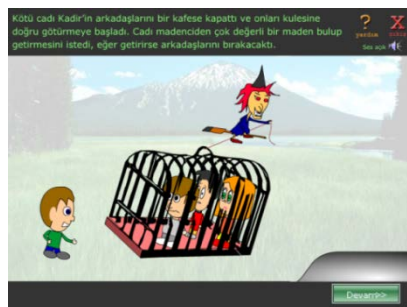 Kötü cadı Kadir'in arkadaşlarını bir kafese kapattı ve onları kulesine
doğru götürmeye başladı. Cadı madenciden çok değerli bir maden bulup
getirmesini istedi, eğer getirirse arkadaşlarını bırakacaktı.
?
yardım
X
Ses açık
Devam>>